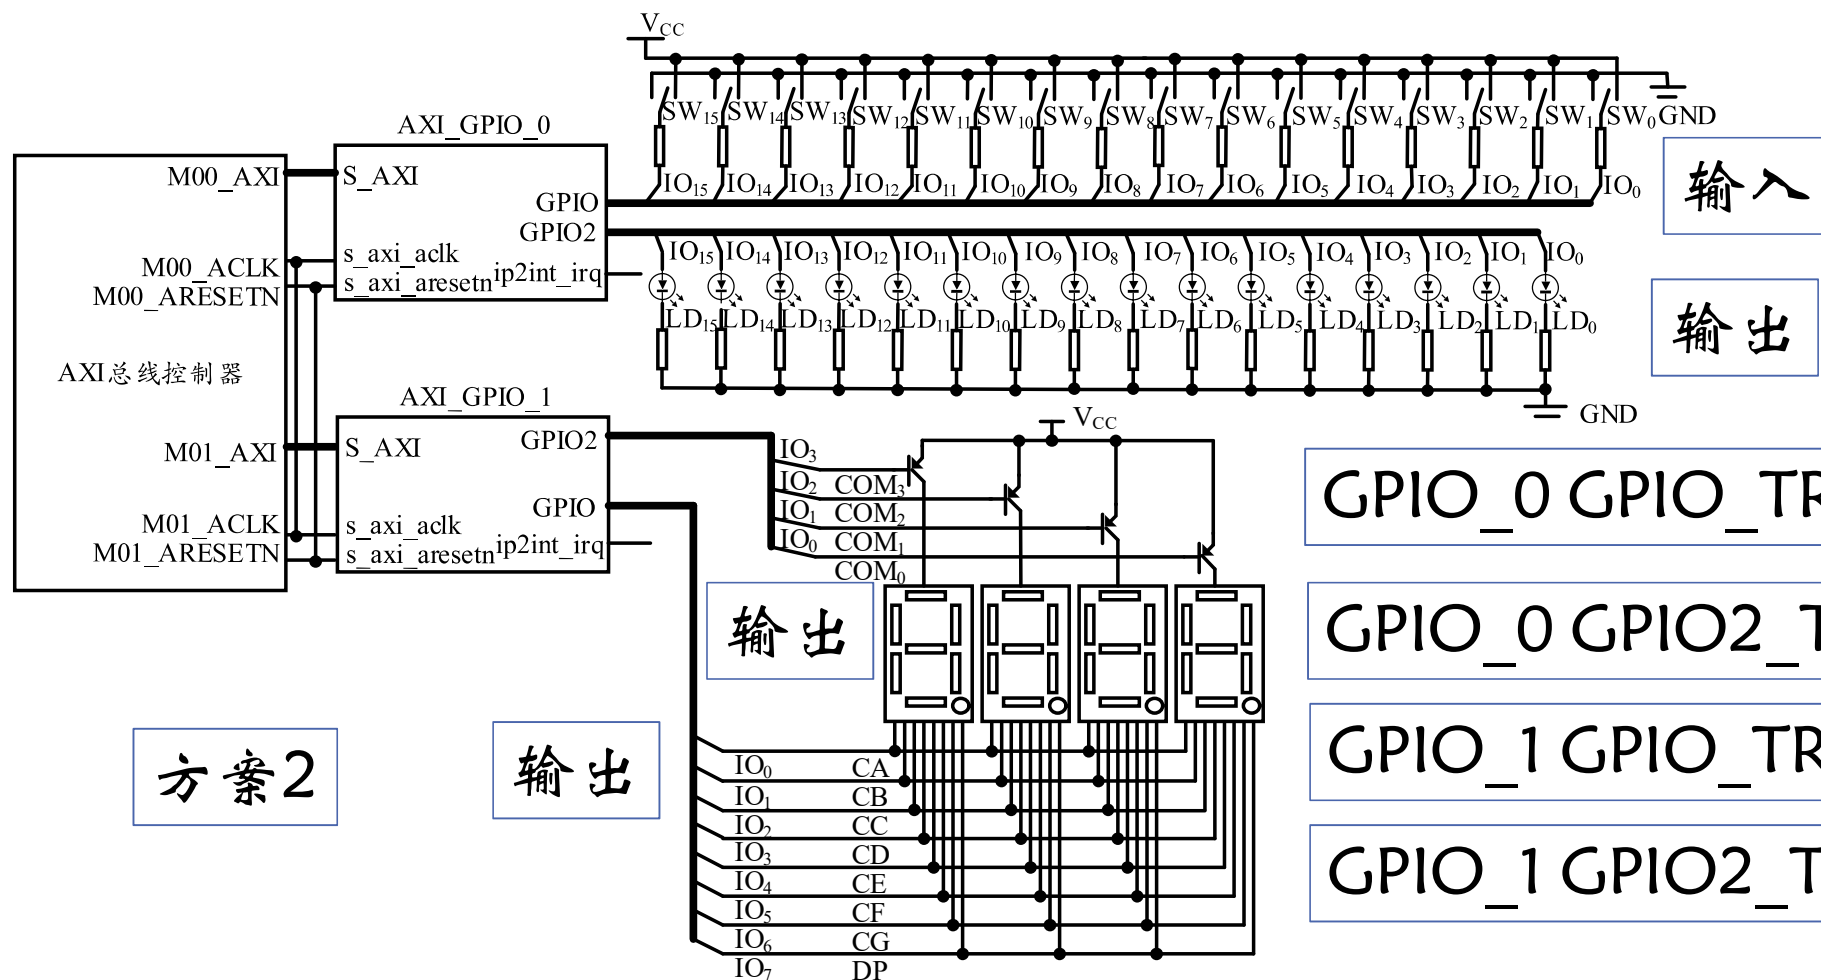 V_CC
SW₁₅ SW₁₄ SW₁₃ SW₁₂ SW₁₁ SW₁₀ SW₉ SW₈ SW₇ SW₆ SW₅ SW₄ SW₃ SW₂ SW₁ SW₀ GND
AXI_GPIO_0
M00_AXI S_AXI
IO₁₅ IO₁₄ IO₁₃ IO₁₂ IO₁₁ IO₁₀ IO₉ IO₈ IO₇ IO₆ IO₅ IO₄ IO₃ IO₂ IO₁ IO₀
输入
GPIO
GPIO2
IO₁₅ IO₁₄ IO₁₃ IO₁₂ IO₁₁ IO₁₀ IO₉ IO₈ IO₇ IO₆ IO₅ IO₄ IO₃ IO₂ IO₁ IO₀
M00_ACLK s_axi_aclk
M00_ARESETN s_axi_aresetn ip2int_irq
LD₁₅ LD₁₄ LD₁₃ LD₁₂ LD₁₁ LD₁₀ LD₉ LD₈ LD₇ LD₆ LD₅ LD₄ LD₃ LD₂ LD₁ LD₀
输出
AXI总线控制器
GND
AXI_GPIO_1
V_CC
M01_AXI S_AXI GPIO2
GPIO
M01_ACLK s_axi_aclk
M01_ARESETN s_axi_aresetn ip2int_irq
IO₃
IO₂ COM₃
IO₁ COM₂
IO₀ COM₁
COM₀
GPIO_0 GPIO_TR
GPIO_0 GPIO2_T
GPIO_1 GPIO_TR
GPIO_1 GPIO2_T
输出
方案2
输出
IO₀ CA
IO₁ CB
IO₂ CC
IO₃ CD
IO₄ CE
IO₅ CF
IO₆ CG
IO₇ DP